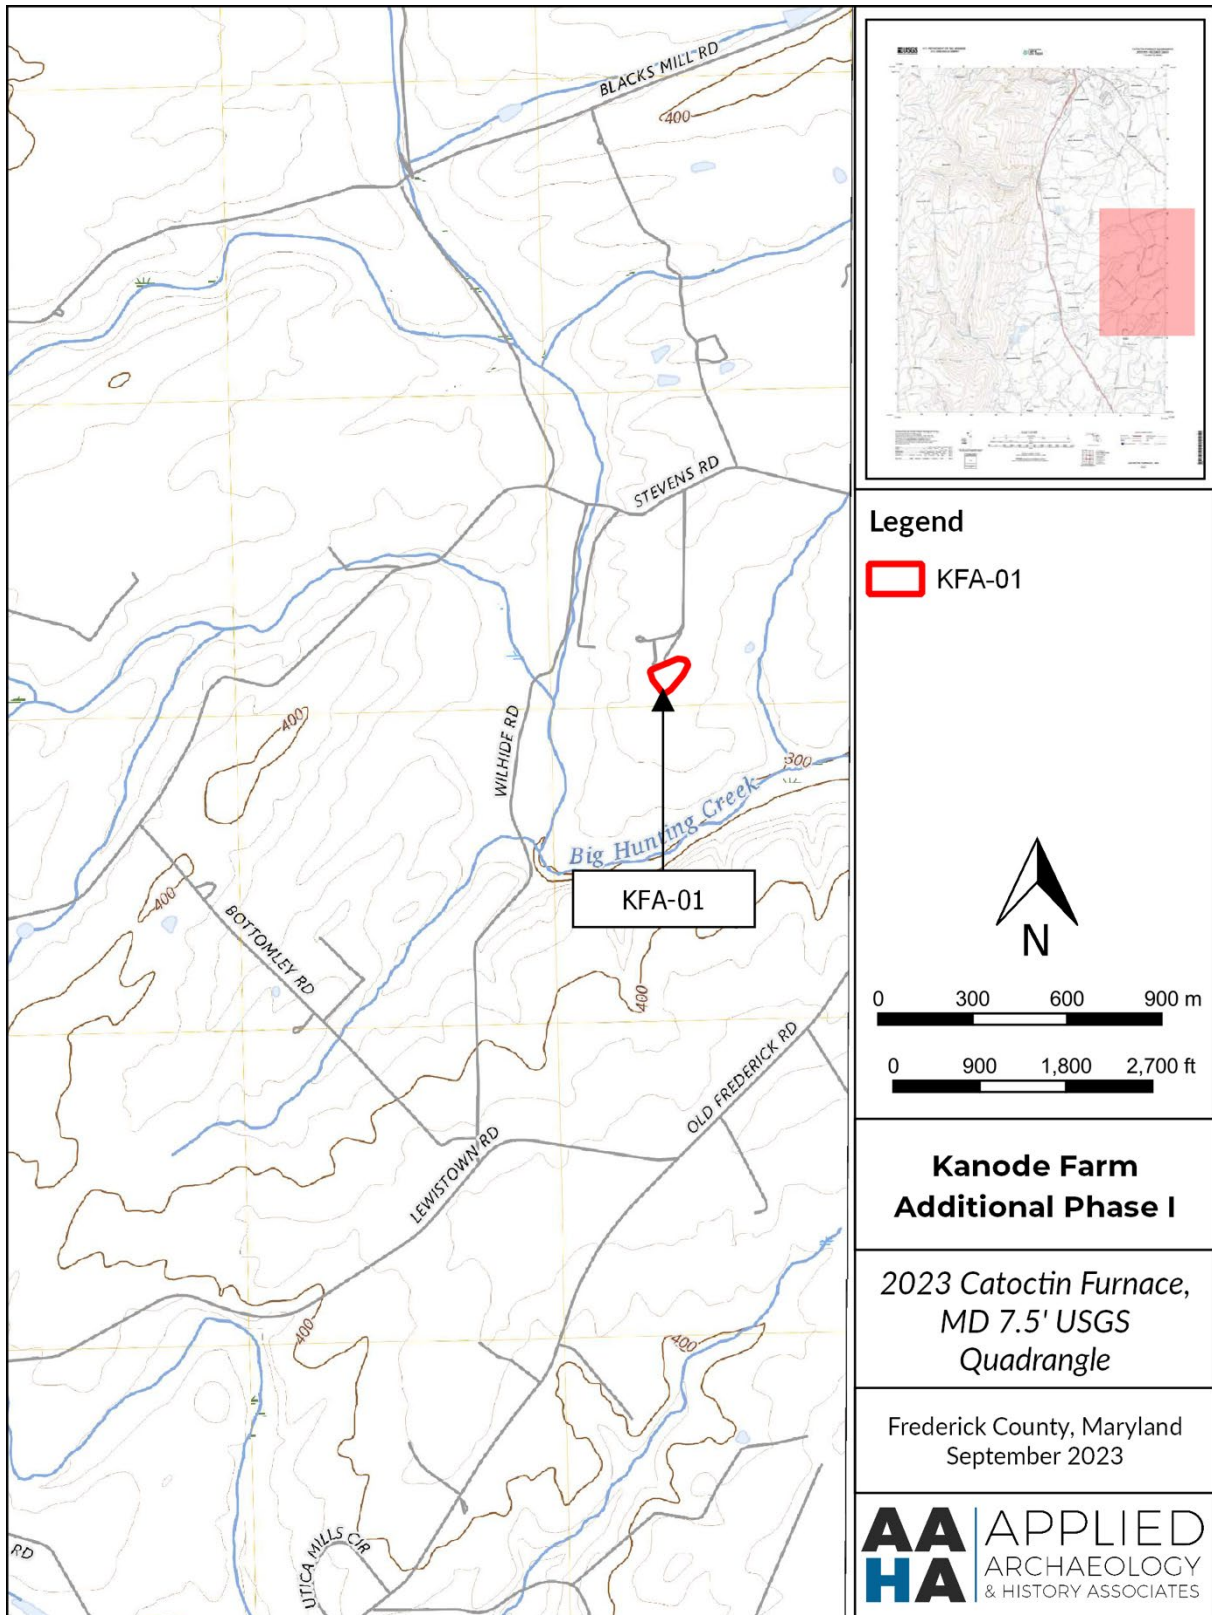 BLACKS MILL RD
400
STEVENS RD
400
WILHIDE RD
300
Big Hunting Creek
KFA-01
400
BOTTOMLEY RD
400
OLD FREDERICK RD
LEWISTOWN RD
400
400
UTICA MILLS CIR
RD
Legend
KFA-01
N
0 300 600 900 m
0 900 1,800 2,700 ft
Kanode Farm
Additional Phase I
2023 Catoctin Furnace,
MD 7.5' USGS
Quadrangle
Frederick County, Maryland
September 2023
AA
HA
APPLIED
ARCHAEOLOGY
& HISTORY ASSOCIATES